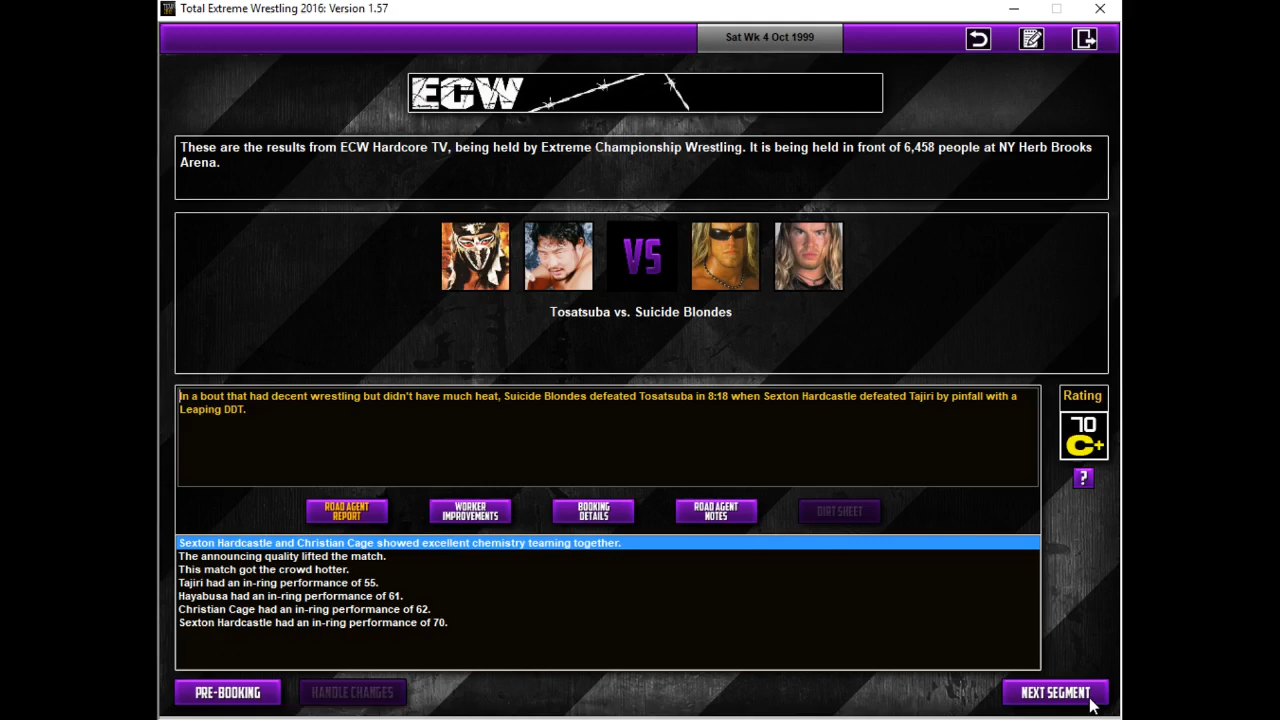 Total Extreme Wrestling 2016: Version 1.57
Sat Wk 4 Oct 1999
ECW
These are the results from ECW Hardcore TV, being held by Extreme Championship Wrestling. It is being held in front of 6,458 people at NY Herb Brooks
Arena.
VS
Tosatsuba vs. Suicide Blondes
In a bout that had decent wrestling but didn't have much heat, Suicide Blondes defeated Tosatsuba in 8:18 when Sexton Hardcastle defeated Tajiri by pinfall with a
Leaping DDT.
Rating
70
C+
?
ROAD AGENT
REPORT
WORKER
IMPROVEMENTS
BOOKING
DETAILS
ROAD AGENT
NOTES
DIRT SHEET
Sexton Hardcastle and Christian Cage showed excellent chemistry teaming together.
The announcing quality lifted the match.
This match got the crowd hotter.
Tajiri had an in-ring performance of 55.
Hayabusa had an in-ring performance of 61.
Christian Cage had an in-ring performance of 62.
Sexton Hardcastle had an in-ring performance of 70.
PRE-BOOKING
HANDLE CHANGES
NEXT SEGMENT